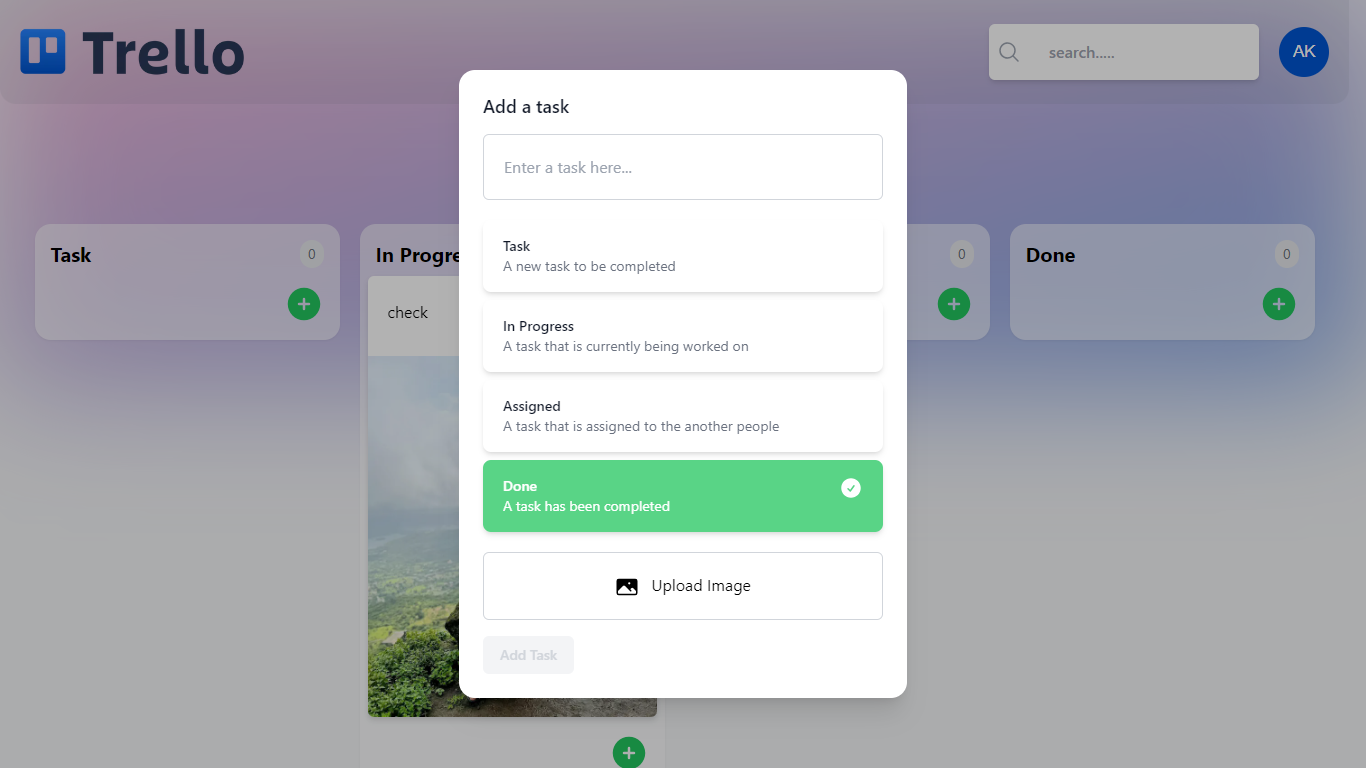 Trello
search.....
AK
Add a task
Enter a task here...
Task
A new task to be completed
In Progress
A task that is currently being worked on
Assigned
A task that is assigned to the another people
Done
A task has been completed
Upload Image
Add Task
Task
0
In Progre
check
0
Done
0